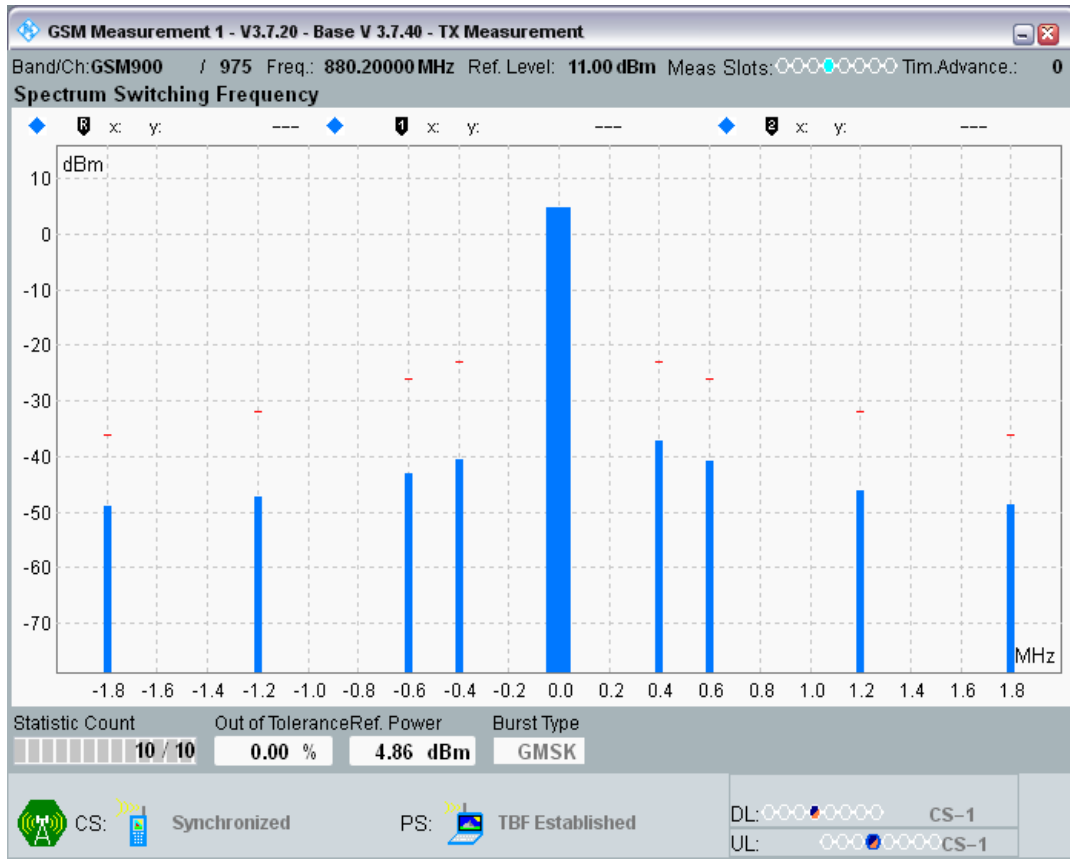 GSM Measurement 1 - V3.7.20 - Base V 3.7.40 - TX Measurement
Band/Ch:GSM900 / 975 Freq.: 880.20000 MHz Ref. Level: 11.00 dBm Meas Slots: Tim.Advance.: 0
Spectrum Switching Frequency
R x: y: --- 1 x: y: --- 2 x: y: ---
dBm
10
0
-10
-20
-30
-40
-50
-60
-70
MHz
-1.8 -1.6 -1.4 -1.2 -1.0 -0.8 -0.6 -0.4 -0.2 0.0 0.2 0.4 0.6 0.8 1.0 1.2 1.4 1.6 1.8
Statistic Count Out of Tolerance Ref. Power Burst Type
10 / 10 0.00 % 4.86 dBm GMSK
CS: Synchronized PS: TBF Established DL: CS-1
UL: CS-1